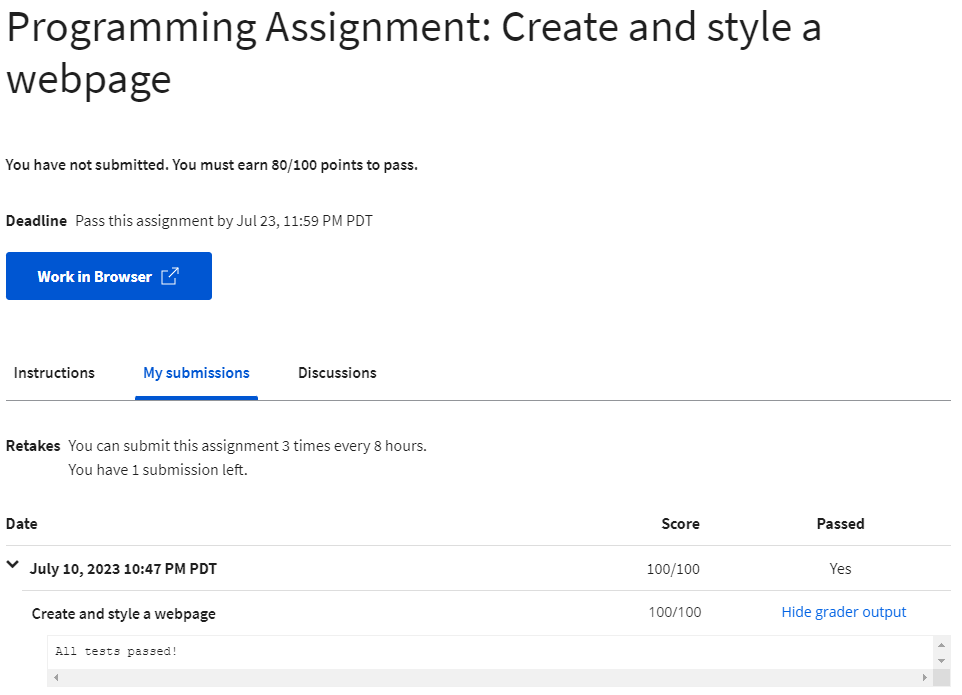 Programming Assignment: Create and style a
webpage
You have not submitted. You must earn 80/100 points to pass.
Deadline Pass this assignment by Jul 23, 11:59 PM PDT
Work in Browser
Instructions My submissions Discussions
Retakes You can submit this assignment 3 times every 8 hours.
You have 1 submission left.
Date Score Passed
July 10, 2023 10:47 PM PDT 100/100 Yes
Create and style a webpage 100/100 Hide grader output
All tests passed!